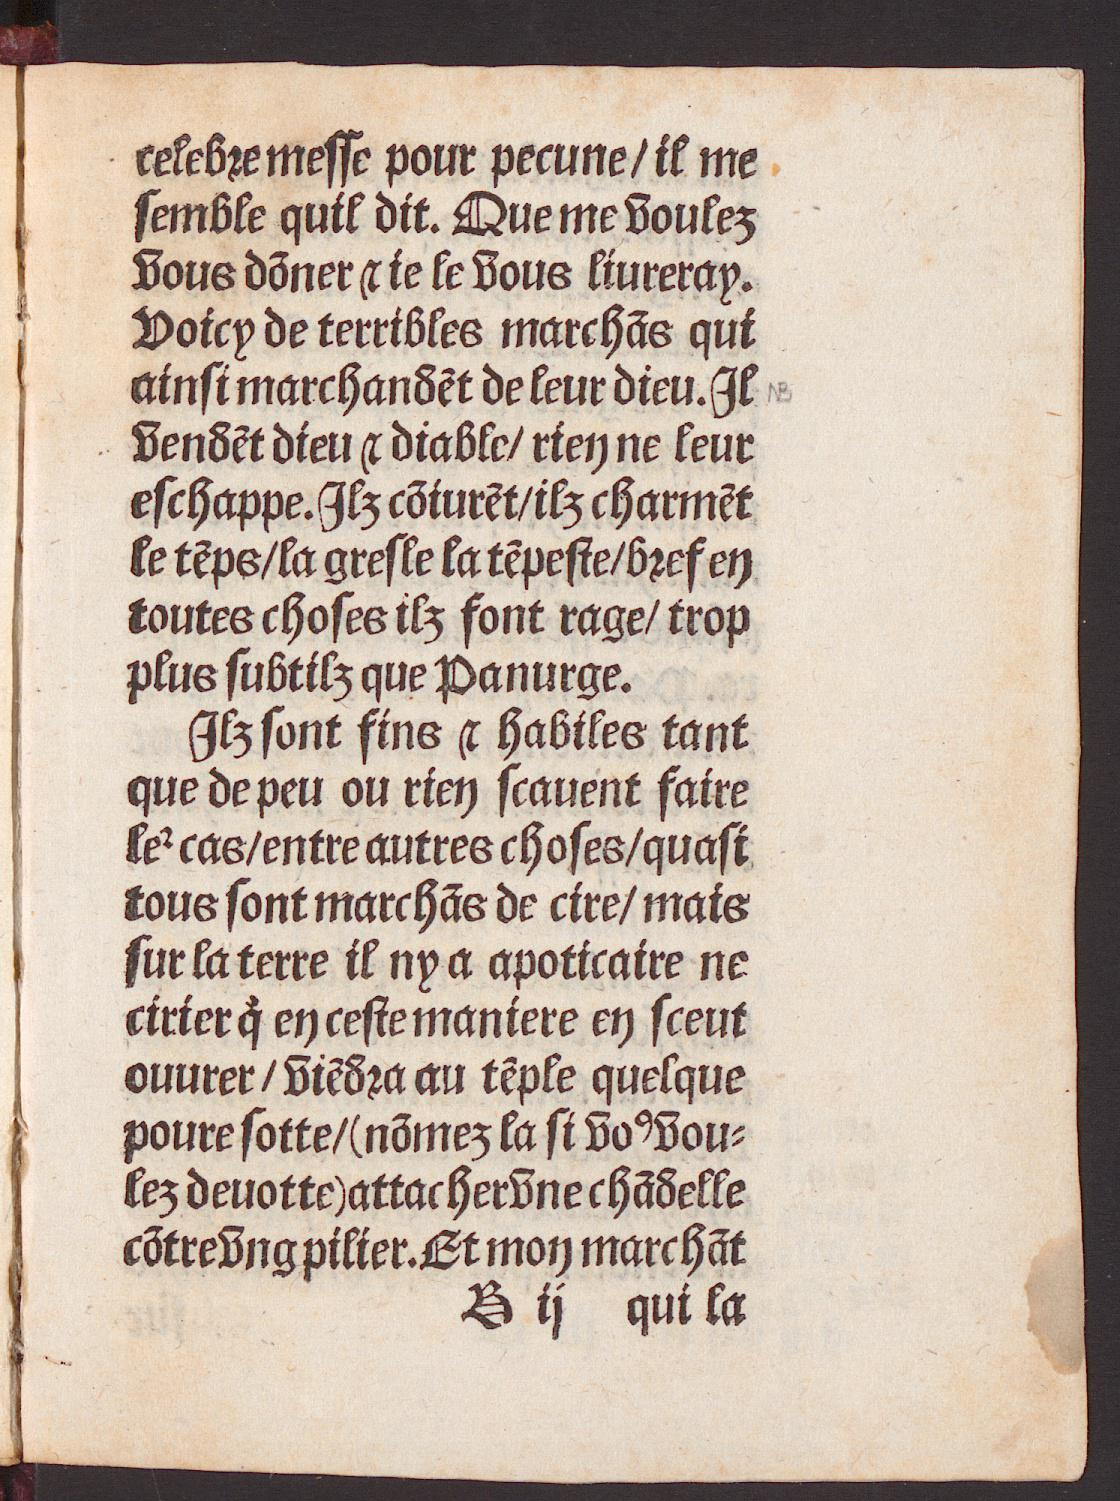 celebre messe pour pecune/ il me
semble quil dit. Que me voulez
vous dõner ⁊ ie le vous liureray.
Voicy de terribles marchãs qui
ainsi marchandẽt de leur dieu. Il
vendẽt dieu ⁊ diable/ rien ne leur
eschappe. Ilz cõiurẽt/ ilz charmẽt
le tẽps/ la gresle la tẽpeste/ bref en
toutes choses ilz font rage/ trop
plus subtilz que Panurge.
Ilz sont fins ⁊ habiles tant
que de peu ou rien scauent faire
leꝛ cas/ entre autres choses/ quasi
tous sont marchãs de cire/ mais
sur la terre il ny a apoticaire ne
cirier q̇ en ceste maniere en sceut
ouurer/ viẽdra au tẽple quelque
poure sotte/ (nõmez la si voꝰ vou⸗
lez deuotte) attacher vne chãdelle
cõtre vng pilier. Et mon marchãt
B ij qui la
NB